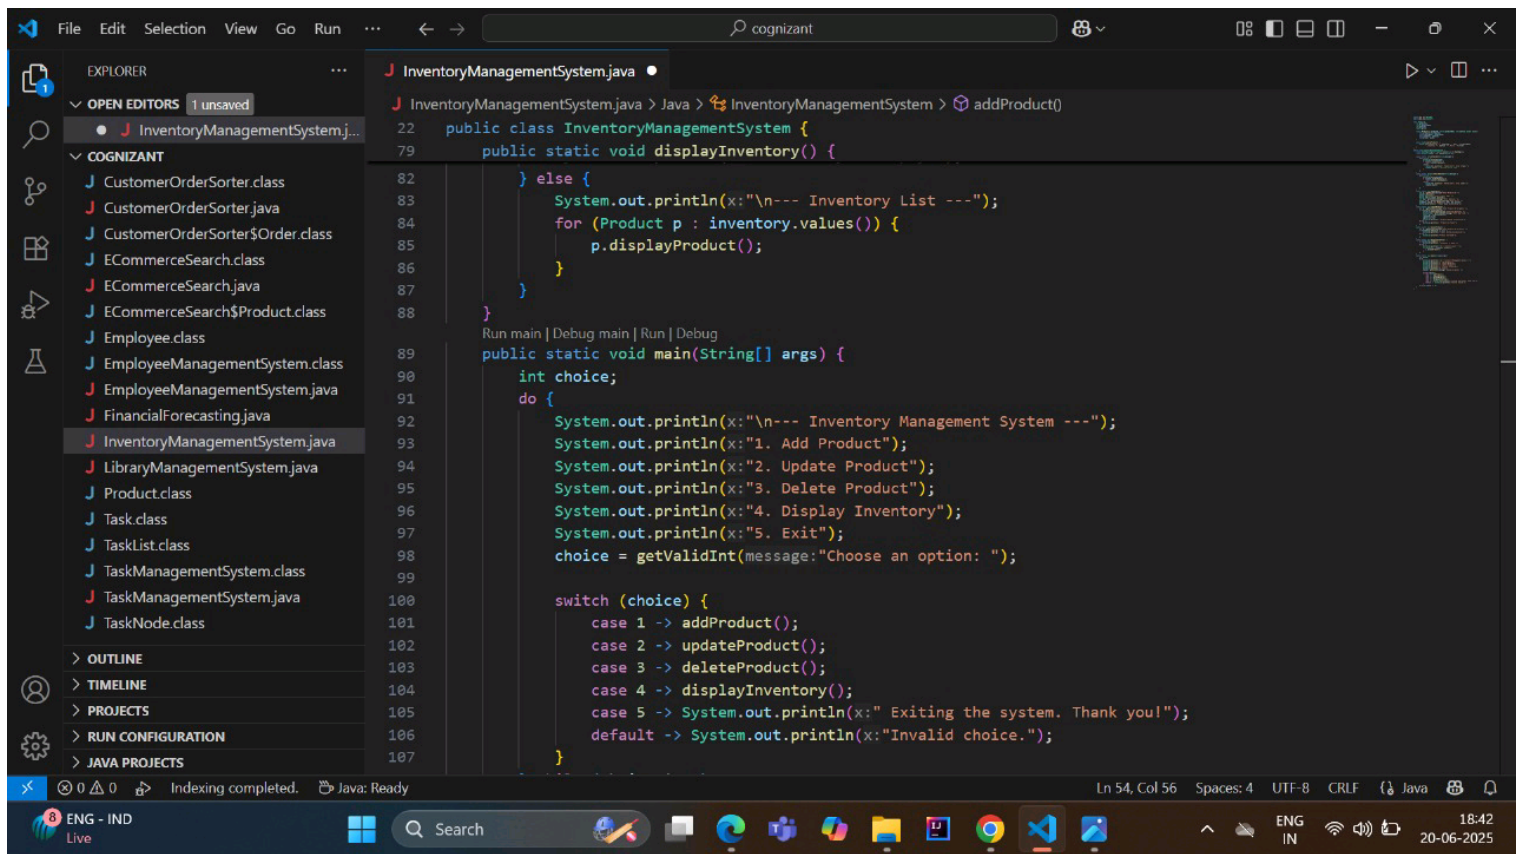 File Edit Selection View Go Run ··· cognizant
EXPLORER ···
OPEN EDITORS 1 unsaved
InventoryManagementSystem.j...
COGNIZANT
CustomerOrderSorter.class
CustomerOrderSorter.java
CustomerOrderSorter$Order.class
ECommerceSearch.class
ECommerceSearch.java
ECommerceSearch$Product.class
Employee.class
EmployeeManagementSystem.class
EmployeeManagementSystem.java
FinancialForecasting.java
InventoryManagementSystem.java
LibraryManagementSystem.java
Product.class
Task.class
TaskList.class
TaskManagementSystem.class
TaskManagementSystem.java
TaskNode.class
OUTLINE
TIMELINE
PROJECTS
RUN CONFIGURATION
JAVA PROJECTS
InventoryManagementSystem.java
InventoryManagementSystem.java > Java > InventoryManagementSystem > addProduct()
22 public class InventoryManagementSystem {
79 public static void displayInventory() {
82 } else {
83 System.out.println(x:"\n--- Inventory List ---");
84 for (Product p : inventory.values()) {
85 p.displayProduct();
86 }
87 }
88 }
Run main | Debug main | Run | Debug
89 public static void main(String[] args) {
90 int choice;
91 do {
92 System.out.println(x:"\n--- Inventory Management System ---");
93 System.out.println(x:"1. Add Product");
94 System.out.println(x:"2. Update Product");
95 System.out.println(x:"3. Delete Product");
96 System.out.println(x:"4. Display Inventory");
97 System.out.println(x:"5. Exit");
98 choice = getValidInt(message:"Choose an option: ");
99
100 switch (choice) {
101 case 1 -> addProduct();
102 case 2 -> updateProduct();
103 case 3 -> deleteProduct();
104 case 4 -> displayInventory();
105 case 5 -> System.out.println(x:" Exiting the system. Thank you!");
106 default -> System.out.println(x:"Invalid choice.");
107 }
0 0 Indexing completed. Java: Ready Ln 54, Col 56 Spaces: 4 UTF-8 CRLF Java
8 ENG - IND
Live
Search
ENG
IN
18:42
20-06-2025